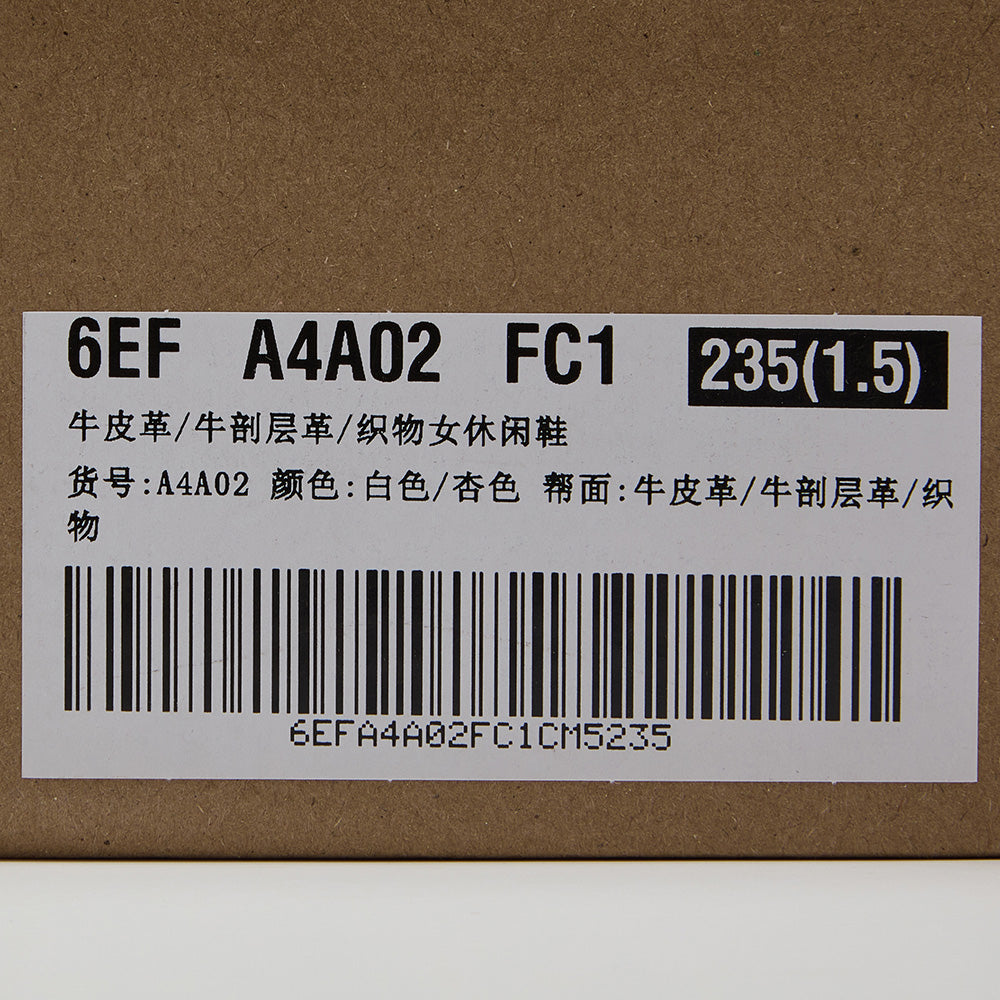 6EF A4A02 FC1 235(1.5)
牛皮革/牛剖层革/织物女休闲鞋
货号:A4A02 颜色:白色/杏色 帮面:牛皮革/牛剖层革/织
物
6EFA4A02FC1CM5235